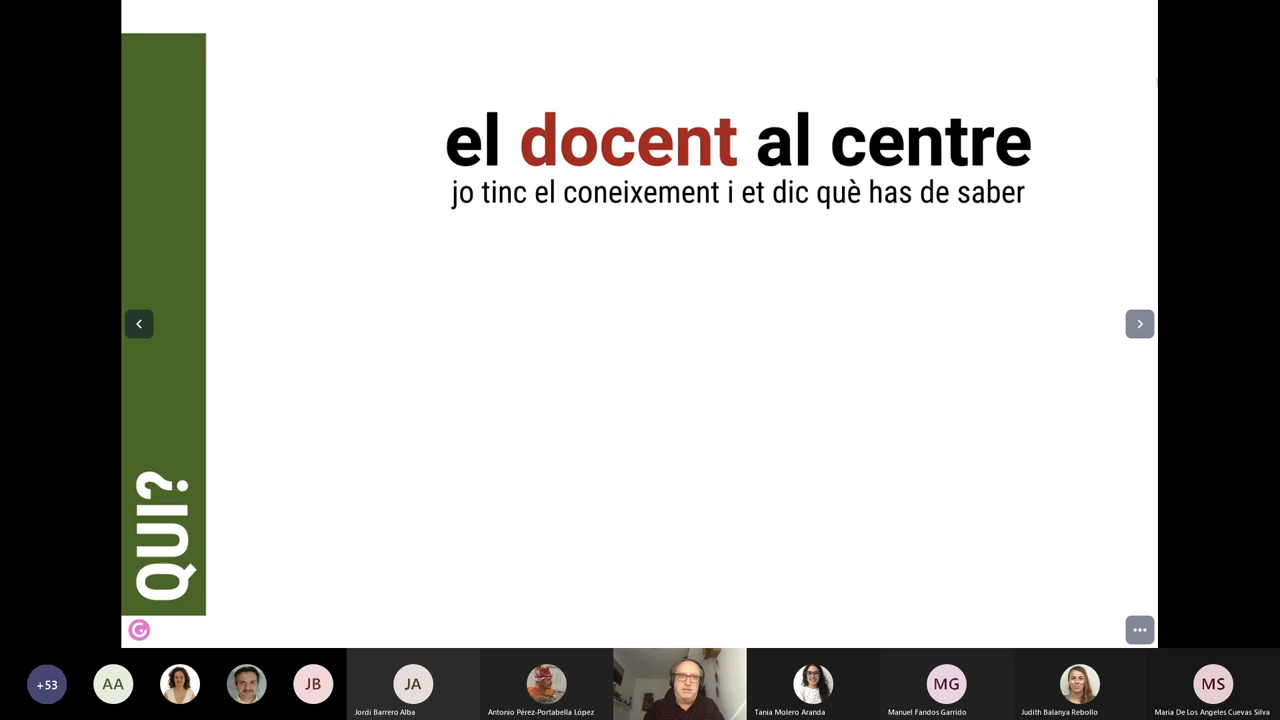 el docent al centre
jo tinc el coneixement i et dic què has de saber
QUI?
+53
AA
JB
JA
MG
MS
Jordi Barrero Alba
Antonio Pérez-Portabella López
Tania Molero Aranda
Manuel Fandos Garrido
Judith Balanya Rebollo
Maria De Los Angeles Cuevas Silva